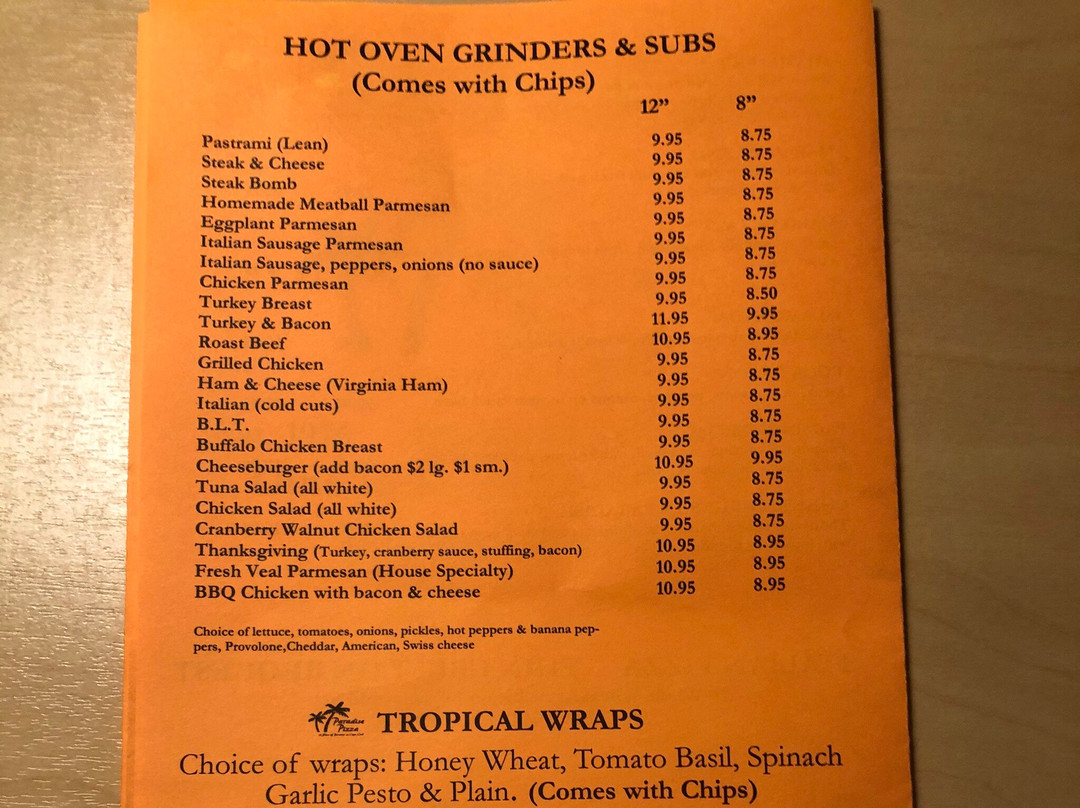 HOT OVEN GRINDERS & SUBS
(Comes with Chips)
12” 8”
Pastrami (Lean) 9.95 8.75
Steak & Cheese 9.95 8.75
Steak Bomb 9.95 8.75
Homemade Meatball Parmesan 9.95 8.75
Eggplant Parmesan 9.95 8.75
Italian Sausage Parmesan 9.95 8.75
Italian Sausage, peppers, onions (no sauce) 9.95 8.75
Chicken Parmesan 9.95 8.75
Turkey Breast 9.95 8.50
Turkey & Bacon 11.95 9.95
Roast Beef 10.95 8.95
Grilled Chicken 9.95 8.75
Ham & Cheese (Virginia Ham) 9.95 8.75
Italian (cold cuts) 9.95 8.75
B.L.T. 9.95 8.75
Buffalo Chicken Breast 9.95 8.75
Cheeseburger (add bacon $2 lg. $1 sm.) 10.95 9.95
Tuna Salad (all white) 9.95 8.75
Chicken Salad (all white) 9.95 8.75
Cranberry Walnut Chicken Salad 9.95 8.75
Thanksgiving (Turkey, cranberry sauce, stuffing, bacon) 10.95 8.95
Fresh Veal Parmesan (House Specialty) 10.95 8.95
BBQ Chicken with bacon & cheese 10.95 8.95
Choice of lettuce, tomatoes, onions, pickles, hot peppers & banana pep-
pers, Provolone,Cheddar, American, Swiss cheese
Paradise
Pizza
TROPICAL WRAPS
Choice of wraps: Honey Wheat, Tomato Basil, Spinach
Garlic Pesto & Plain. (Comes with Chips)